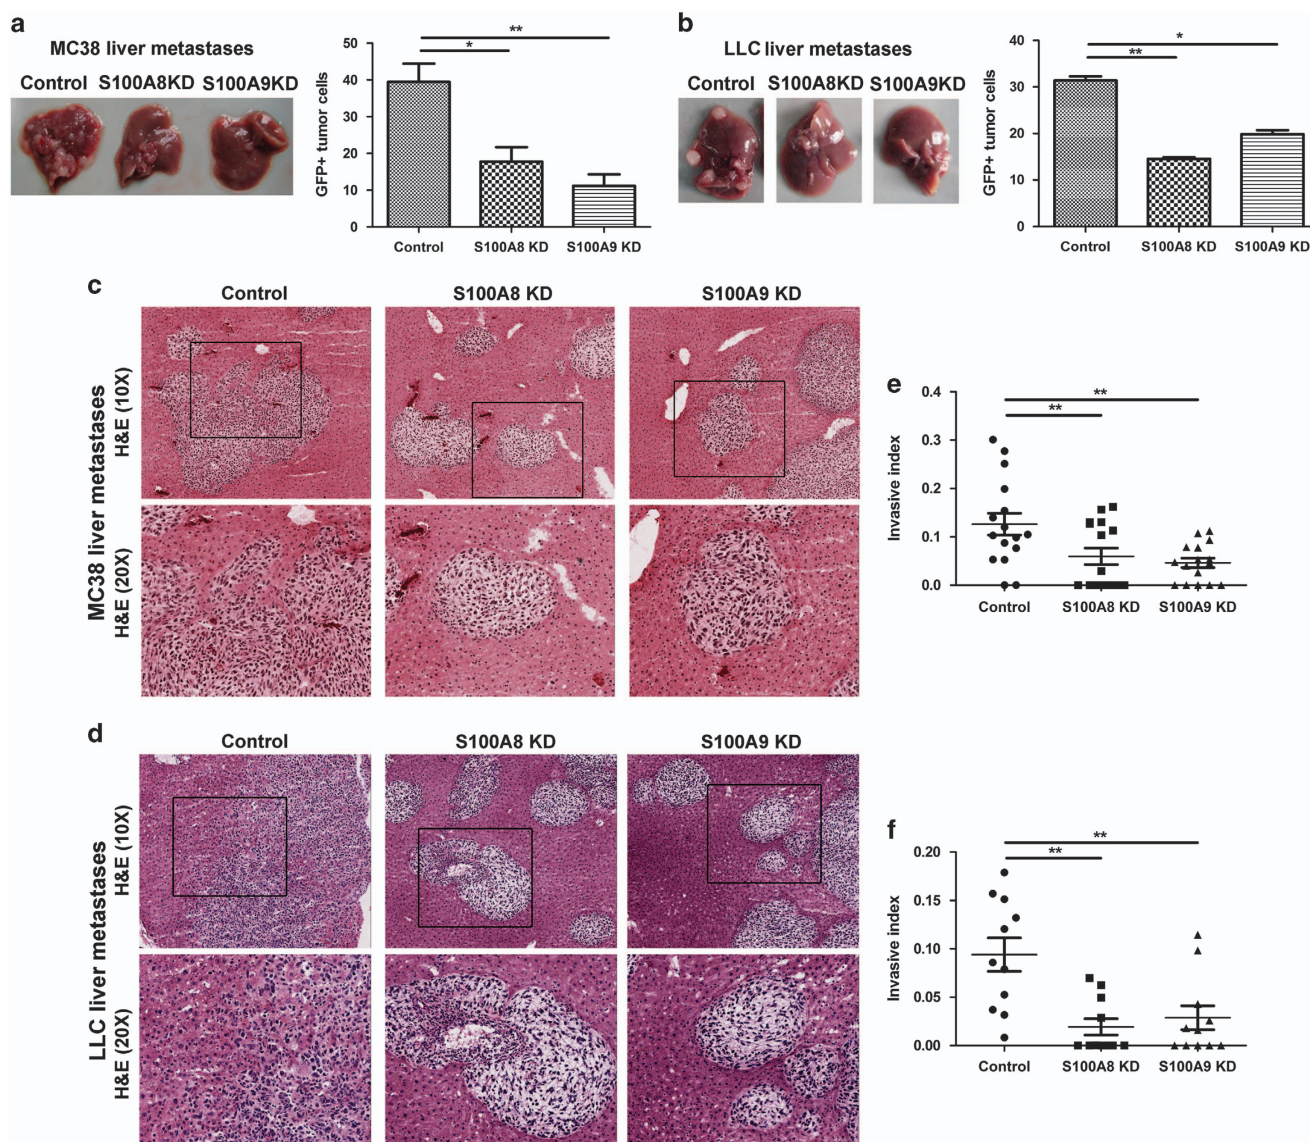 a
MC38 liver metastases
Control S100A8KD S100A9KD
GFP+ tumor cells
50
40
30
20
10
0
**
*
Control S100A8 KD S100A9 KD
b
LLC liver metastases
Control S100A8KD S100A9KD
GFP+ tumor cells
40
30
20
10
0
*
**
Control S100A8 KD S100A9 KD
c
Control S100A8 KD S100A9 KD
MC38 liver metastases
H&E (10X)
H&E (20X)
d
Control S100A8 KD S100A9 KD
LLC liver metastases
H&E (10X)
H&E (20X)
e
Invasive index
0.4
0.3
0.2
0.1
0.0
**
**
Control S100A8 KD S100A9 KD
f
Invasive index
0.20
0.15
0.10
0.05
0.00
**
**
Control S100A8 KD S100A9 KD